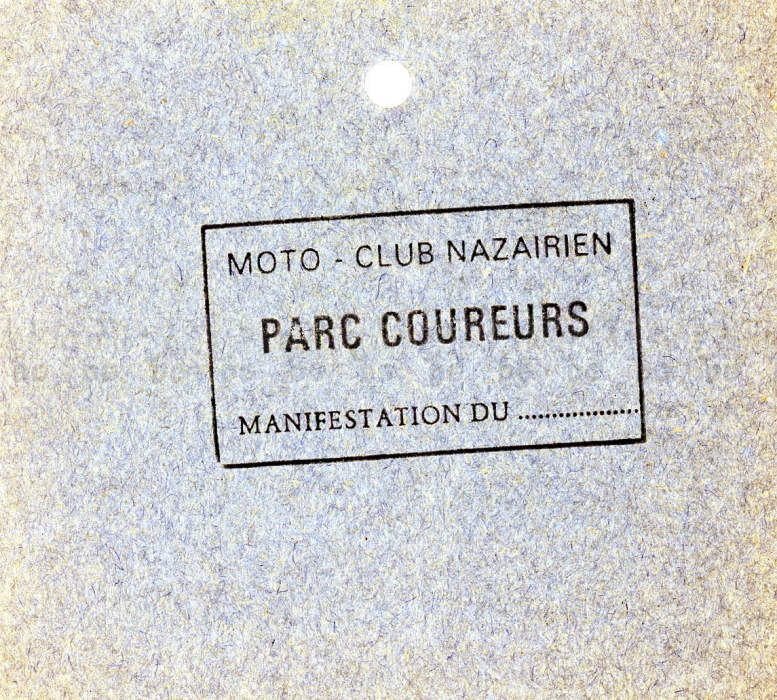 MOTO - CLUB NAZAIRIEN
PARC COUREURS
MANIFESTATION DU ..................